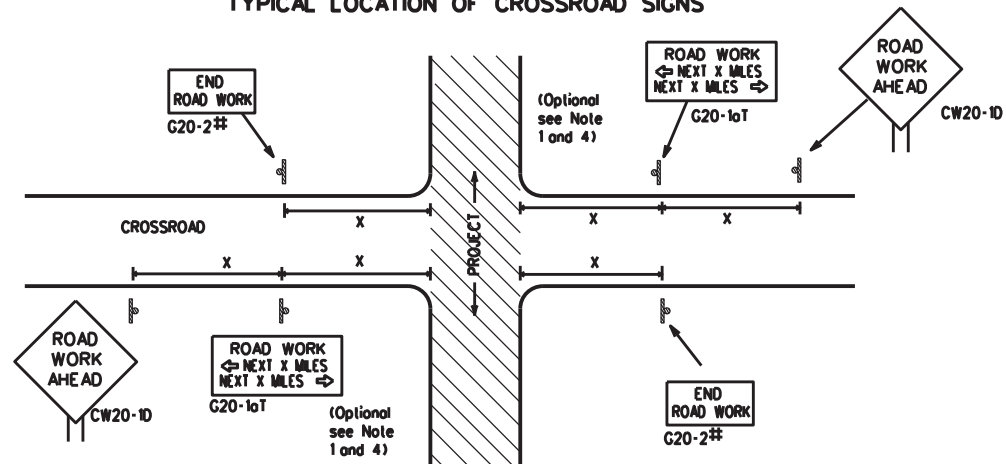 TYPICAL LOCATION OF CROSSROAD SIGNS
END
ROAD WORK
G20-2#
(Optional
see Note
1 and 4)
ROAD WORK
⇦ NEXT X MILES
NEXT X MILES ⇨
G20-1aT
ROAD
WORK
AHEAD
CW20-1D
CROSSROAD
X
X
X
PROJECT
X
X
X
ROAD
WORK
AHEAD
CW20-1D
ROAD WORK
⇦ NEXT X MILES
NEXT X MILES ⇨
G20-1aT
(Optional
see Note
1 and 4)
END
ROAD WORK
G20-2#